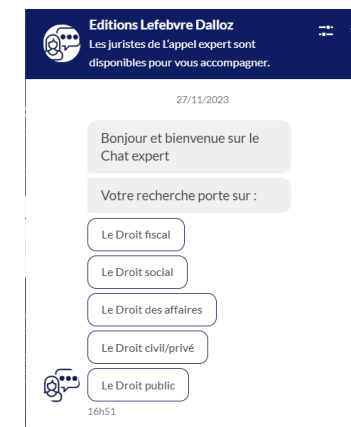 Editions Lefebvre Dalloz
Les juristes de L'appel expert sont
disponibles pour vous accompagner.
27/11/2023
Bonjour et bienvenue sur le
Chat expert
Votre recherche porte sur :
Le Droit fiscal
Le Droit social
Le Droit des affaires
Le Droit civil/privé
Le Droit public
16h51